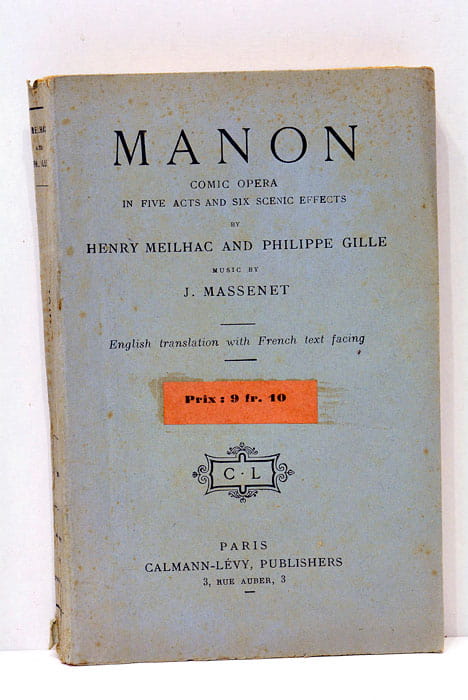 MANON
COMIC OPERA
IN FIVE ACTS AND SIX SCENIC EFFECTS
BY
HENRY MEILHAC AND PHILIPPE GILLE
MUSIC BY
J. MASSENET
English translation with French text facing
Prix : 9 fr. 10
C · L
PARIS
CALMANN-LÉVY, PUBLISHERS
3, RUE AUBER, 3